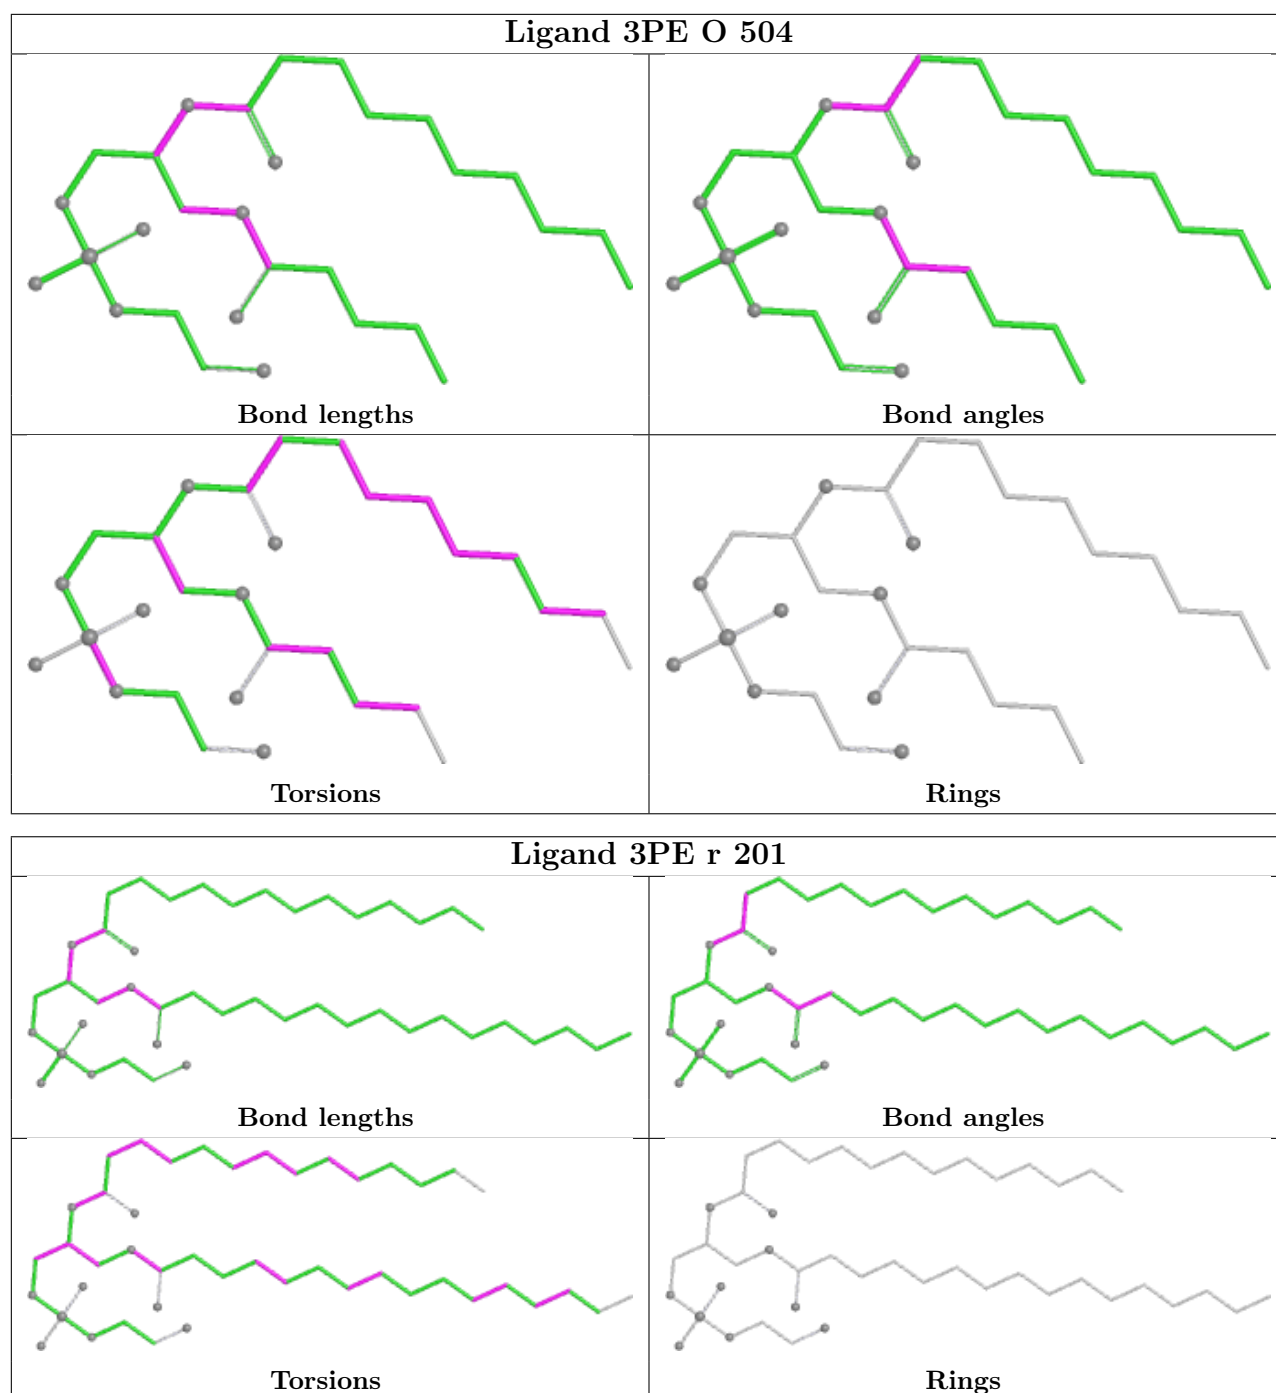 Ligand 3PE O 504
Bond lengths
Bond angles
Torsions
Rings
Ligand 3PE r 201
Bond lengths
Bond angles
Torsions
Rings